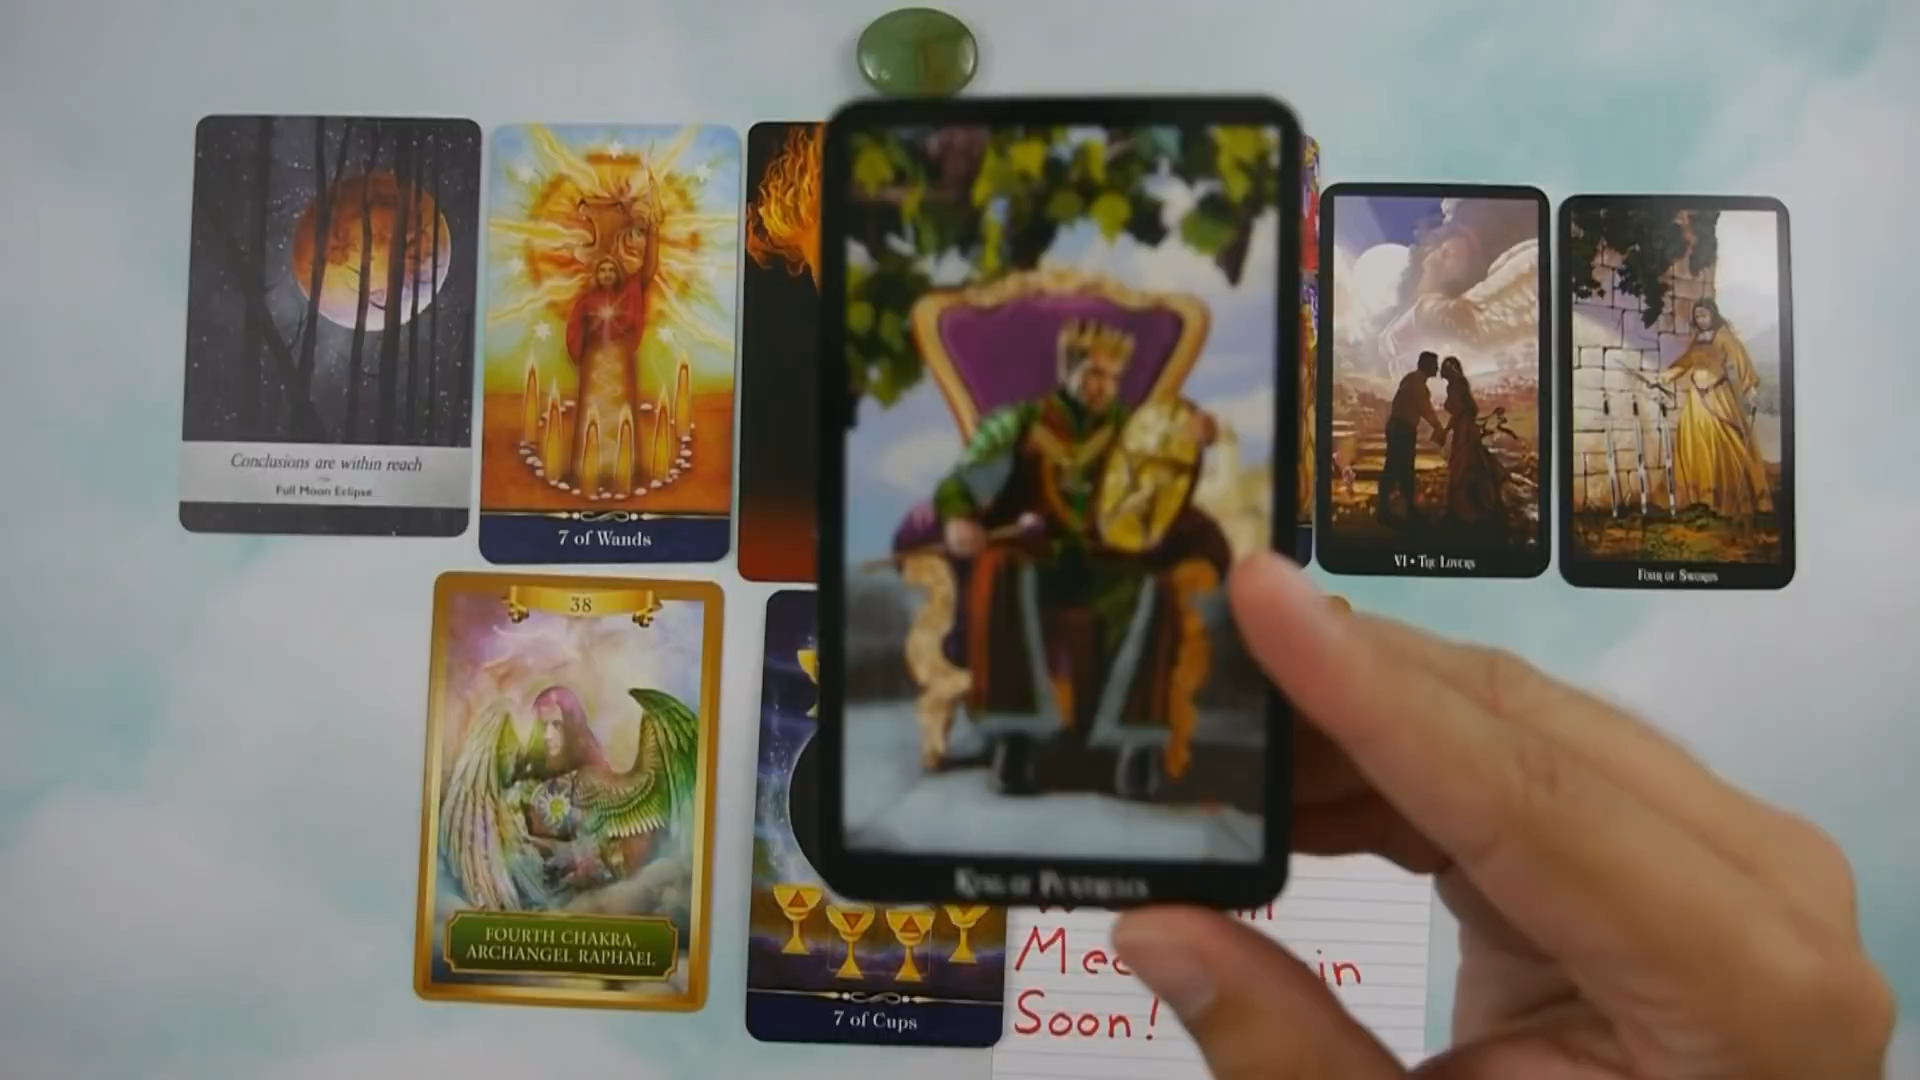 Conclusions are within reach
Full Moon Eclipse
7 of Wands
VI • The Lovers
Four of Swords
King of Pentacles
38
FOURTH CHAKRA,
ARCHANGEL RAPHAEL
7 of Cups
in
Soon!